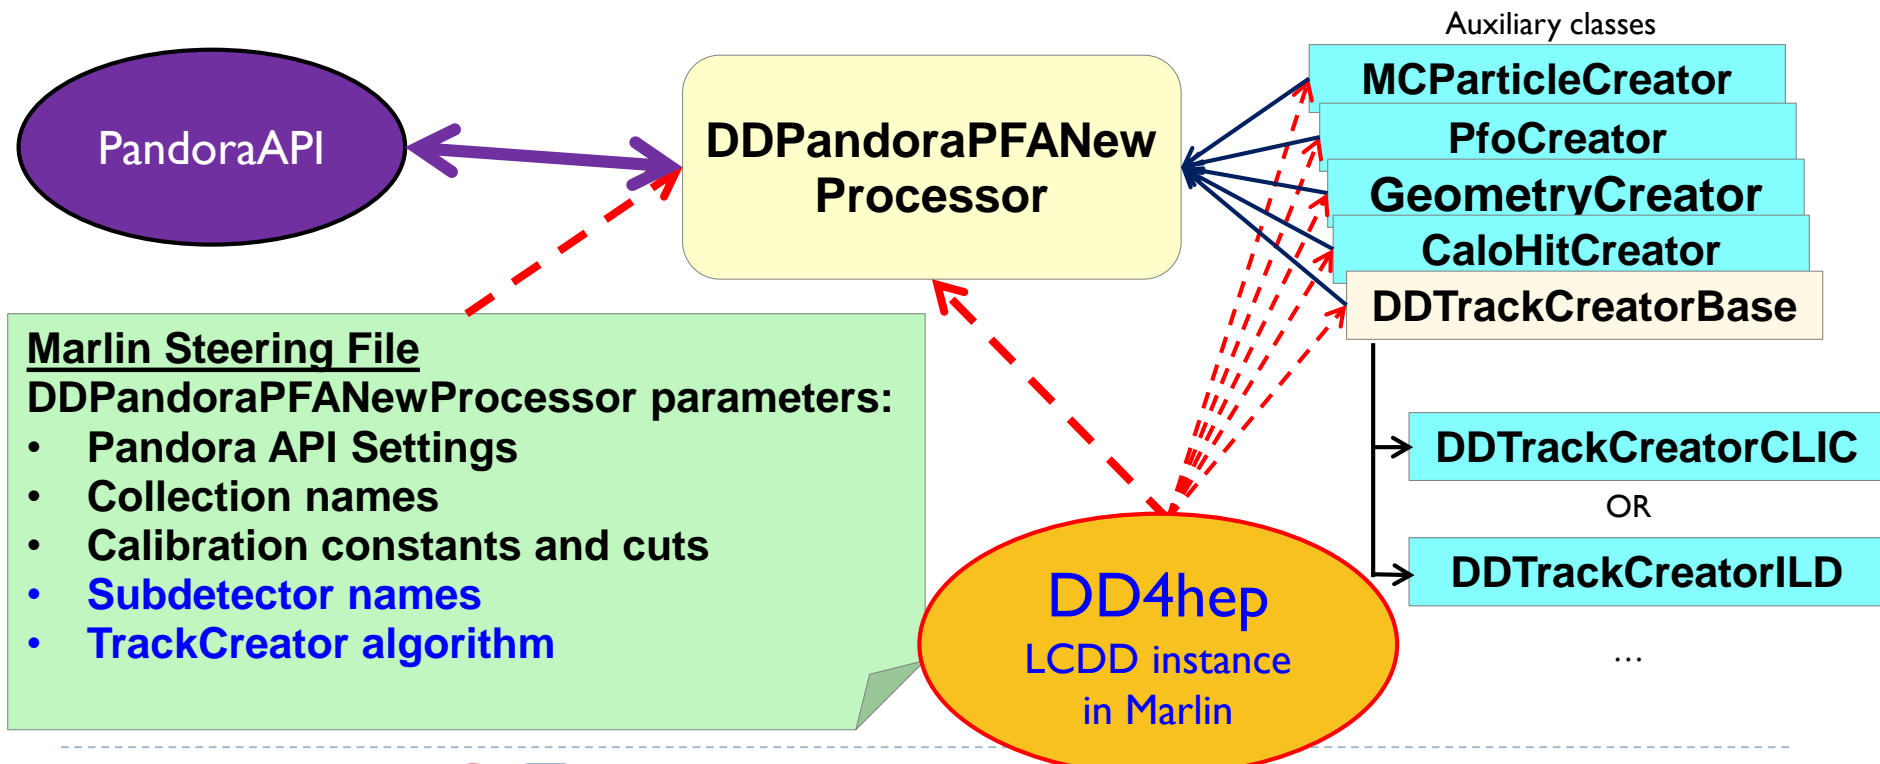 Auxiliary classes
MCParticleCreator
PfoCreator
GeometryCreator
CaloHitCreator
DDTrackCreatorBase
PandoraAPI
DDPandoraPFANew
Processor
Marlin Steering File
DDPandoraPFANewProcessor parameters:
• Pandora API Settings
• Collection names
• Calibration constants and cuts
• Subdetector names
• TrackCreator algorithm
DD4hep
LCDD instance
in Marlin
DDTrackCreatorCLIC
OR
DDTrackCreatorILD
…